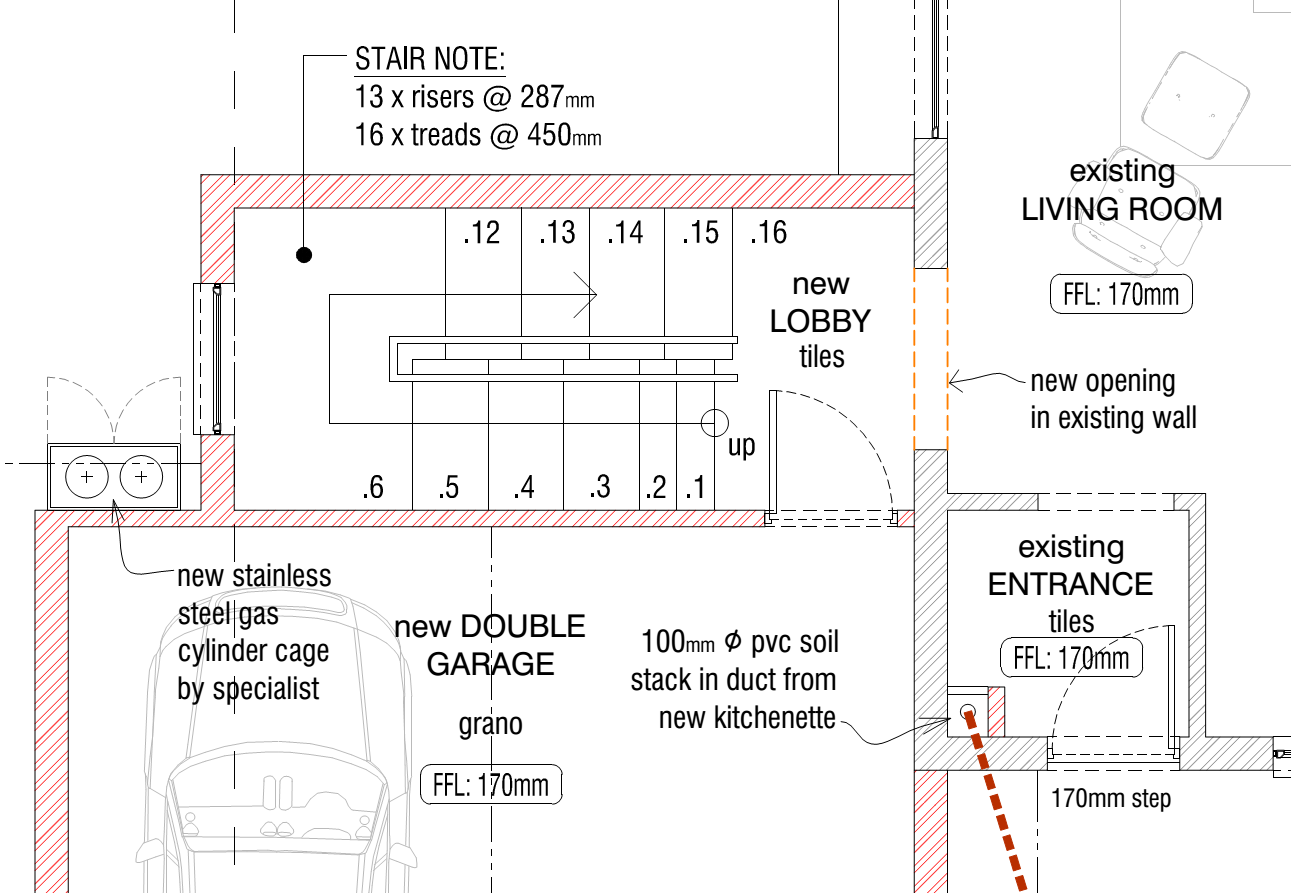 STAIR NOTE:
13 x risers @ 287mm
16 x treads @ 450mm
existing
LIVING ROOM
FFL: 170mm
.12 .13 .14 .15 .16
new
LOBBY
tiles
new opening
in existing wall
up
.6 .5 .4 .3 .2 .1
existing
ENTRANCE
tiles
FFL: 170mm
new stainless
steel gas
cylinder cage
by specialist
new DOUBLE
GARAGE
grano
FFL: 170mm
100mm Ø pvc soil
stack in duct from
new kitchenette
170mm step